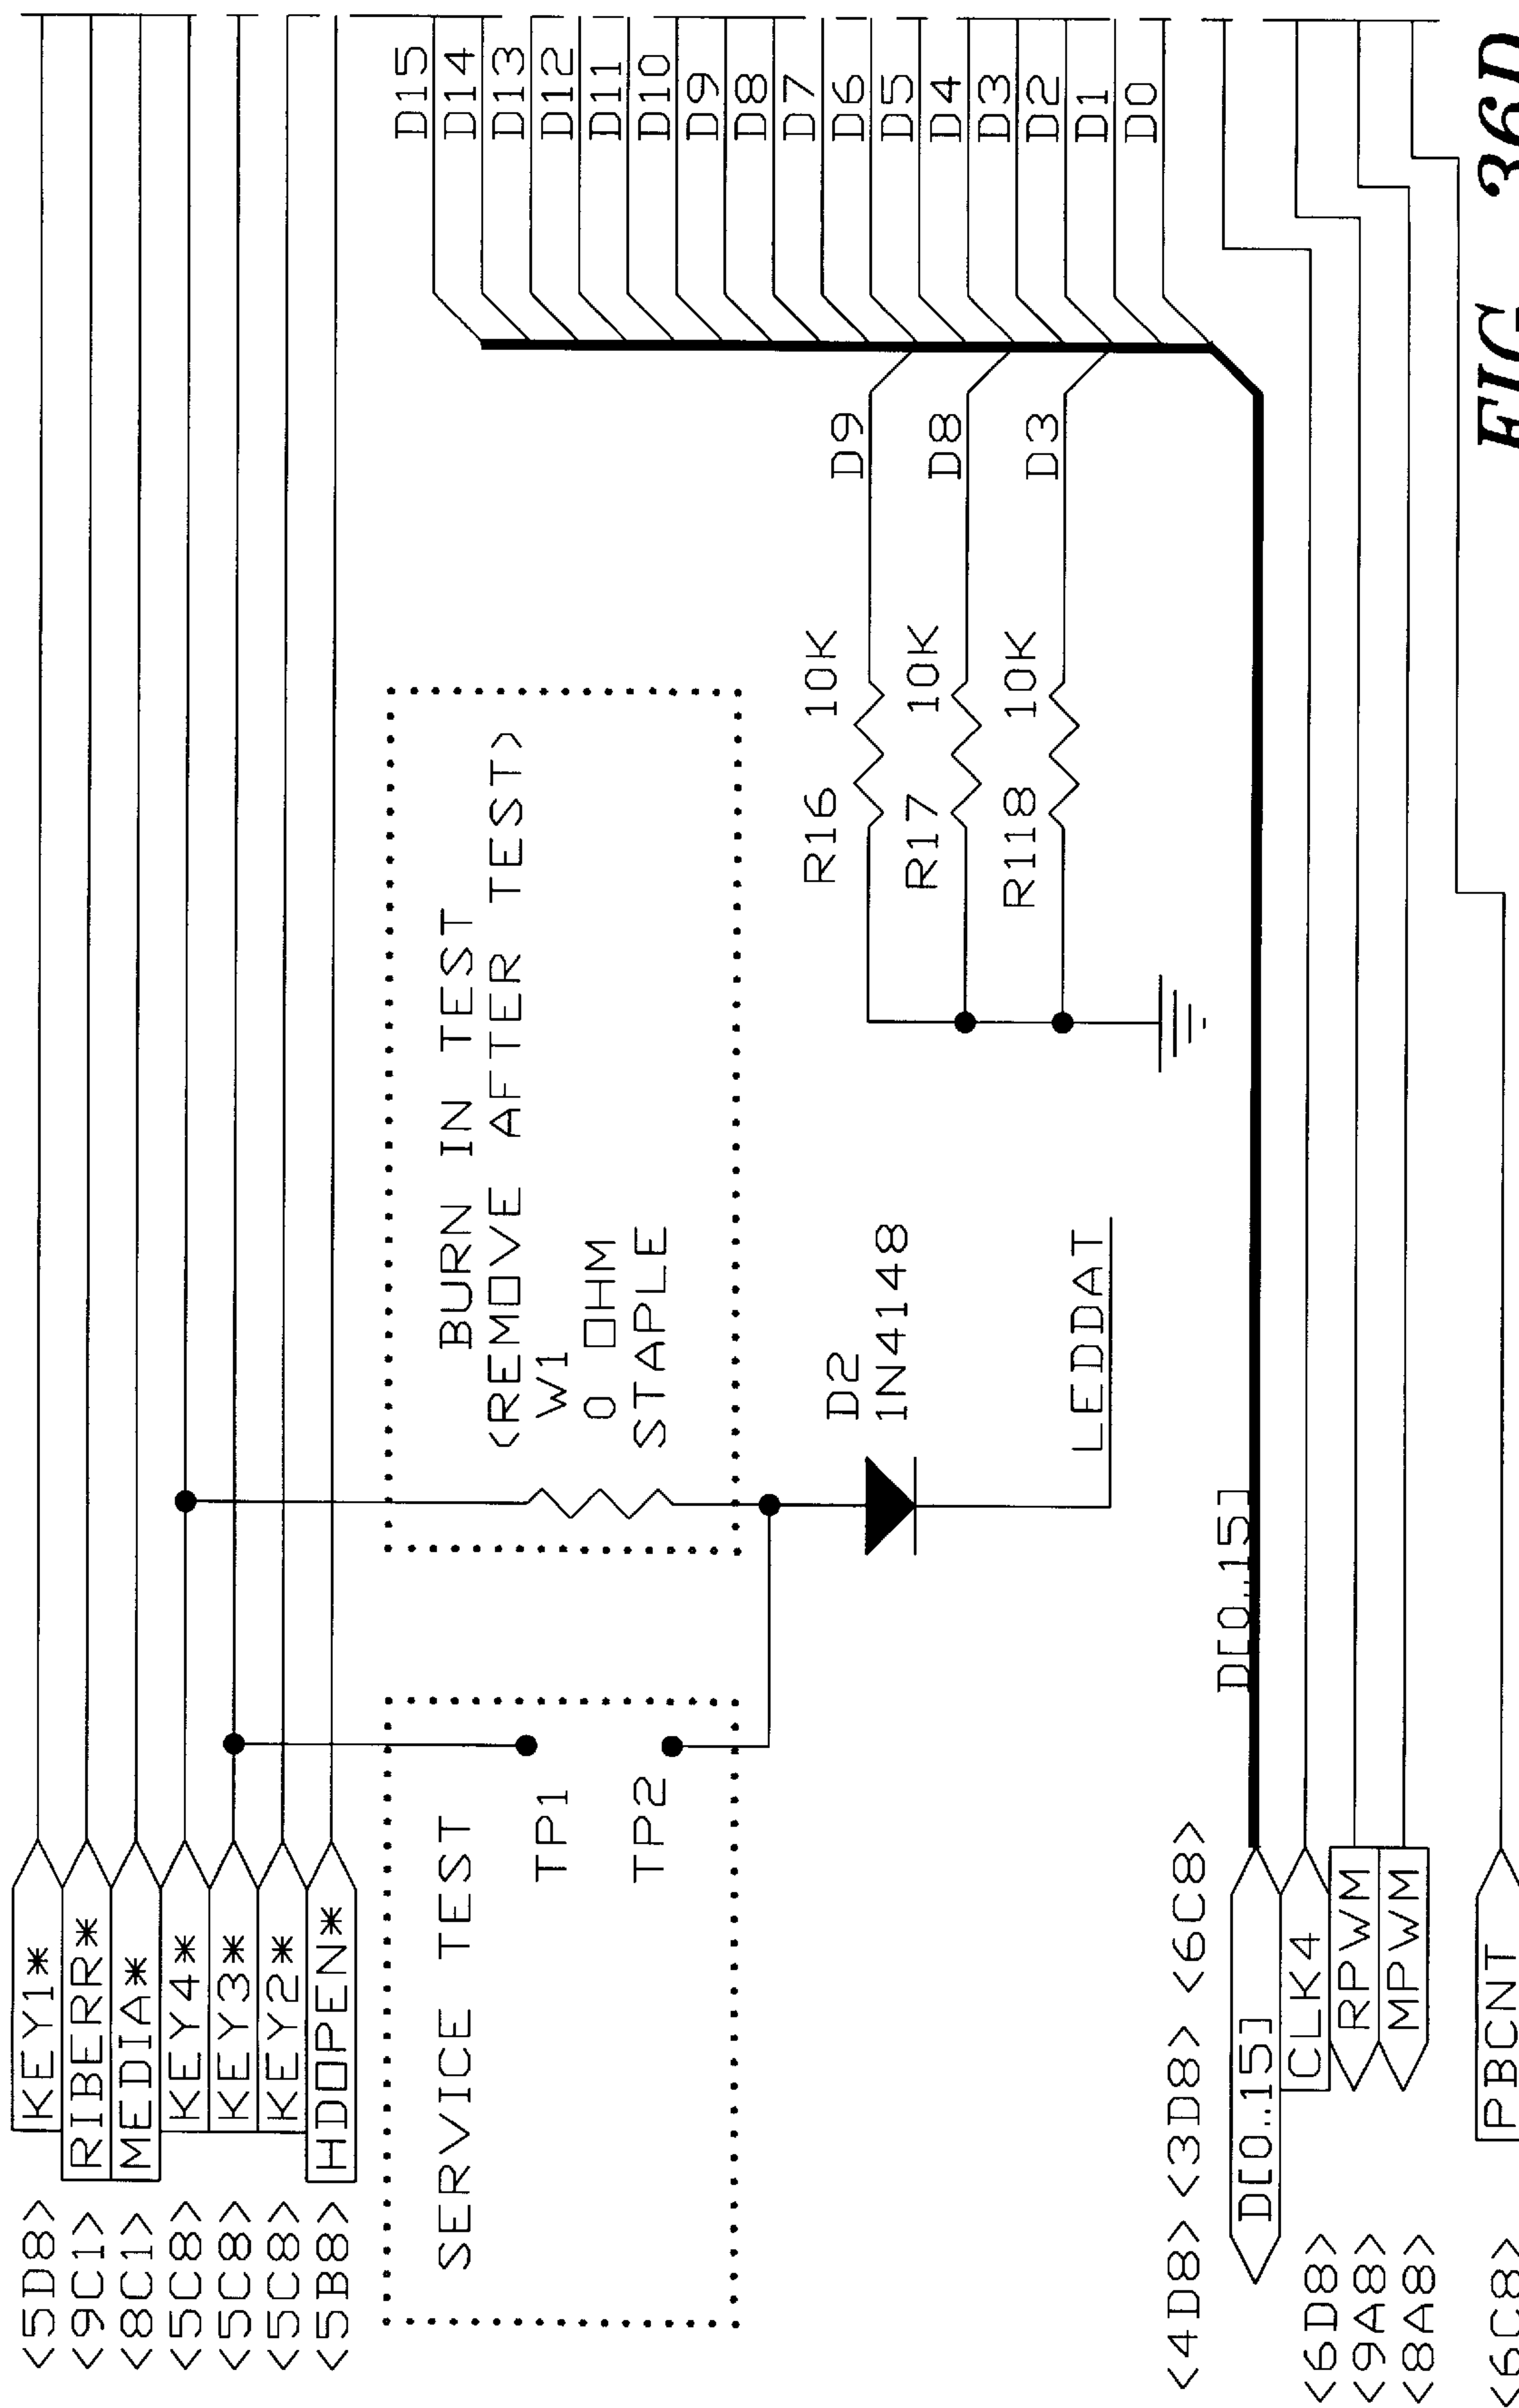 <5D8> KEY1*
<9C1> RIBERR*
<8C1> MEDIA*
<5C8> KEY4*
<5C8> KEY3*
<5C8> KEY2*
<5B8> HDOPEN*
SERVICE TEST
TP1
TP2
BURN IN TEST
<REMOVE AFTER TEST>
W1
0 OHM
STAPLE
D2
1N4148
LEDDAT
D15
D14
D13
D12
D11
D10
D9
D8
D7
D6
D5
D4
D3
D2
D1
D0
R16 10K D9
R17 10K D8
R118 10K D3
<4D8> <3D8> <6C8>
D[0..15] D[0..15]
<6D8> CLK4
<9A8> RPWM
<8A8> MPWM
<6C8> PBCNT
FIG. 36D